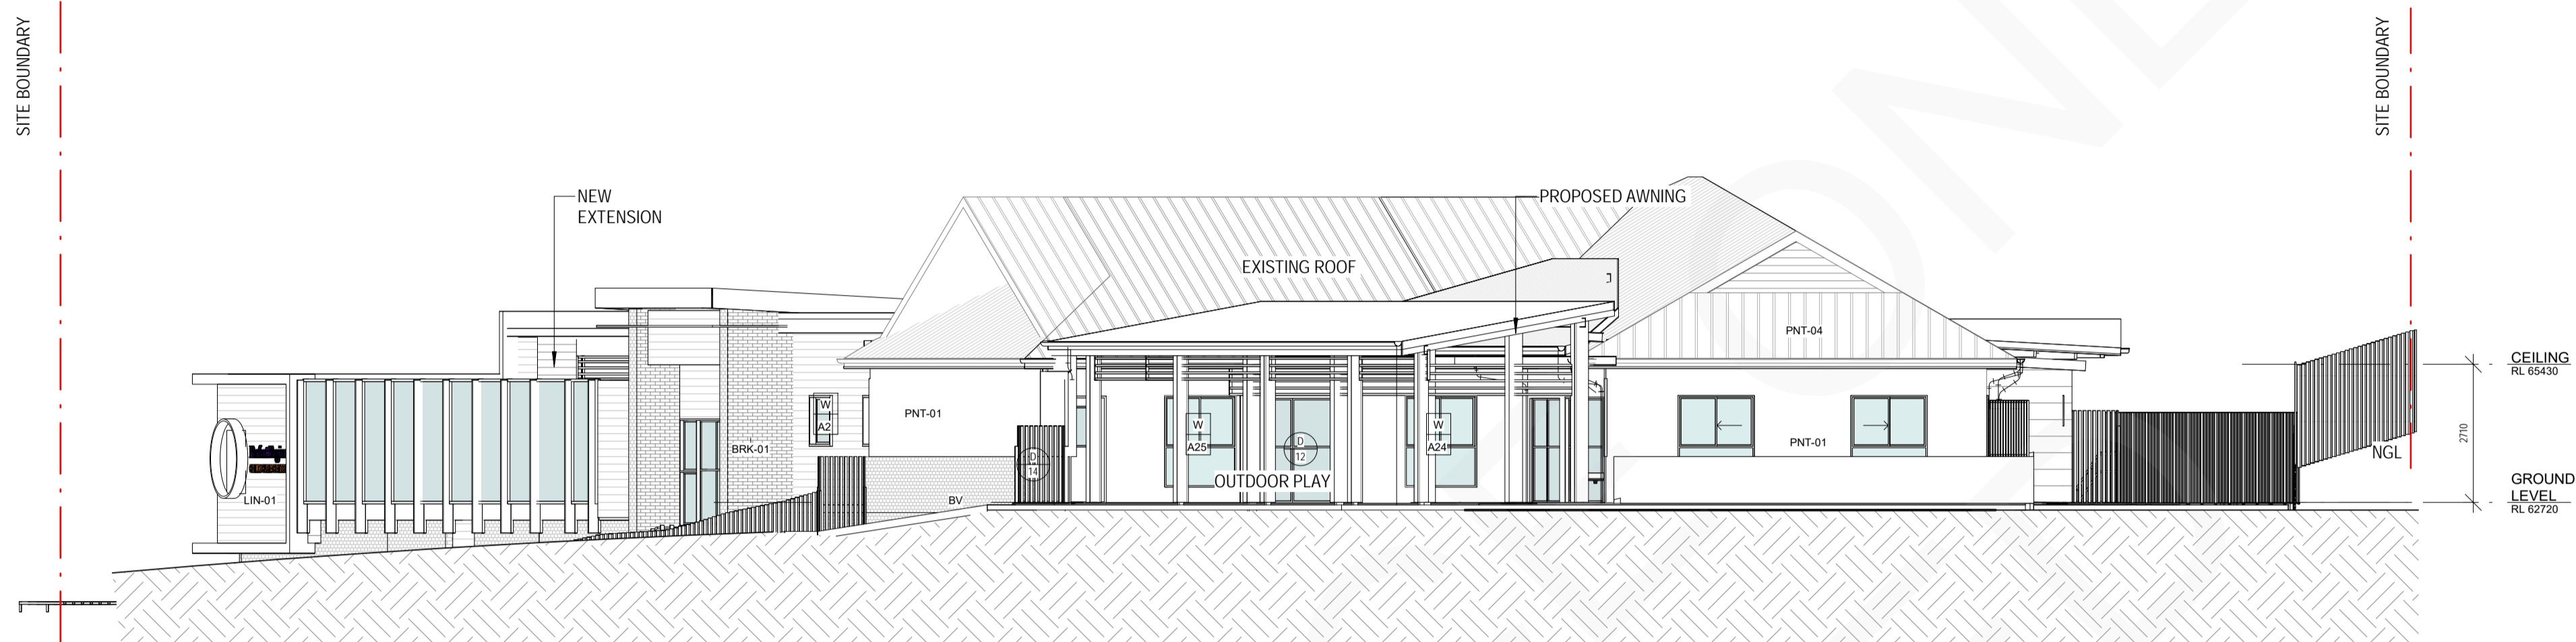 SITE BOUNDARY
SITE BOUNDARY
NEW
EXTENSION
PROPOSED AWNING
EXISTING ROOF
PNT-04
CEILING
RL 65430
W
A2
PNT-01
W
A25
D
12
W
A24
PNT-01
2710
BRK-01
NGL
D
14
OUTDOOR PLAY
LIN-01
BV
GROUND
LEVEL
RL 62720